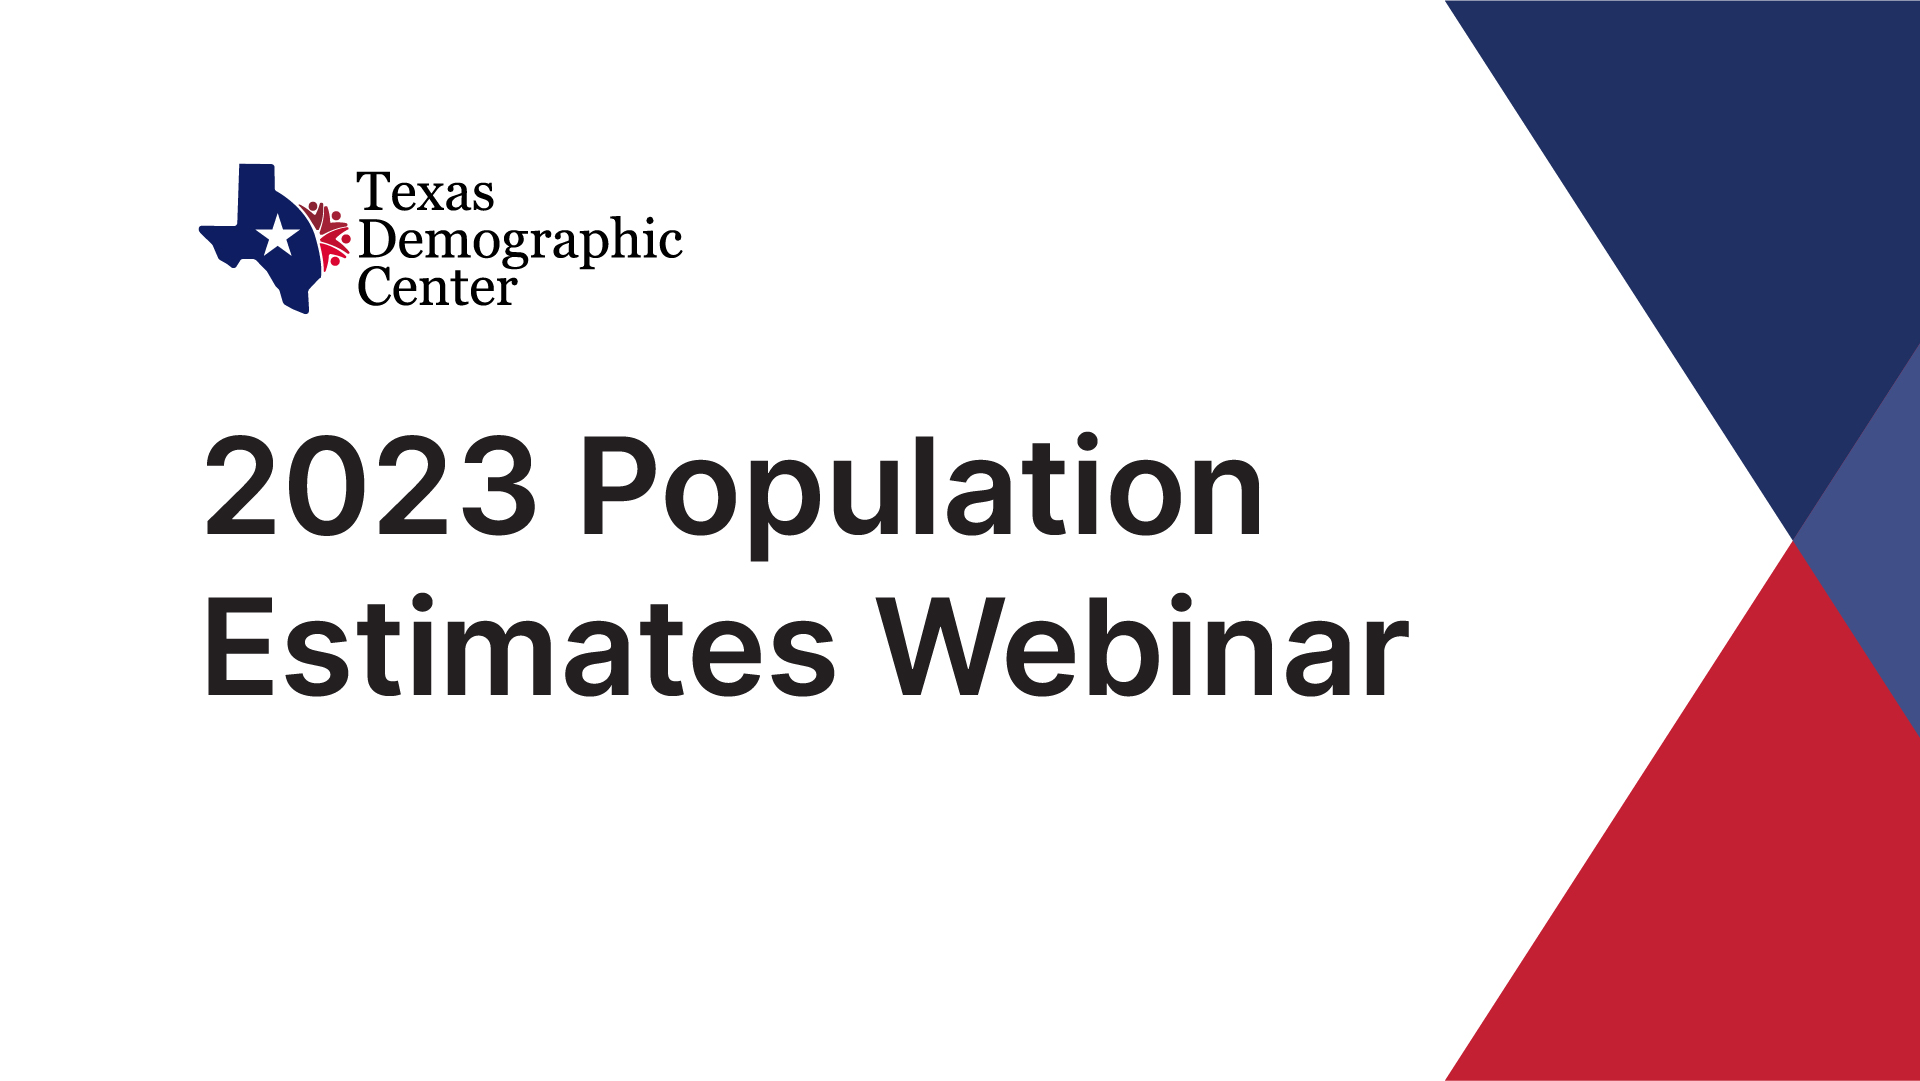 Texas
Demographic
Center
2023 Population
Estimates Webinar